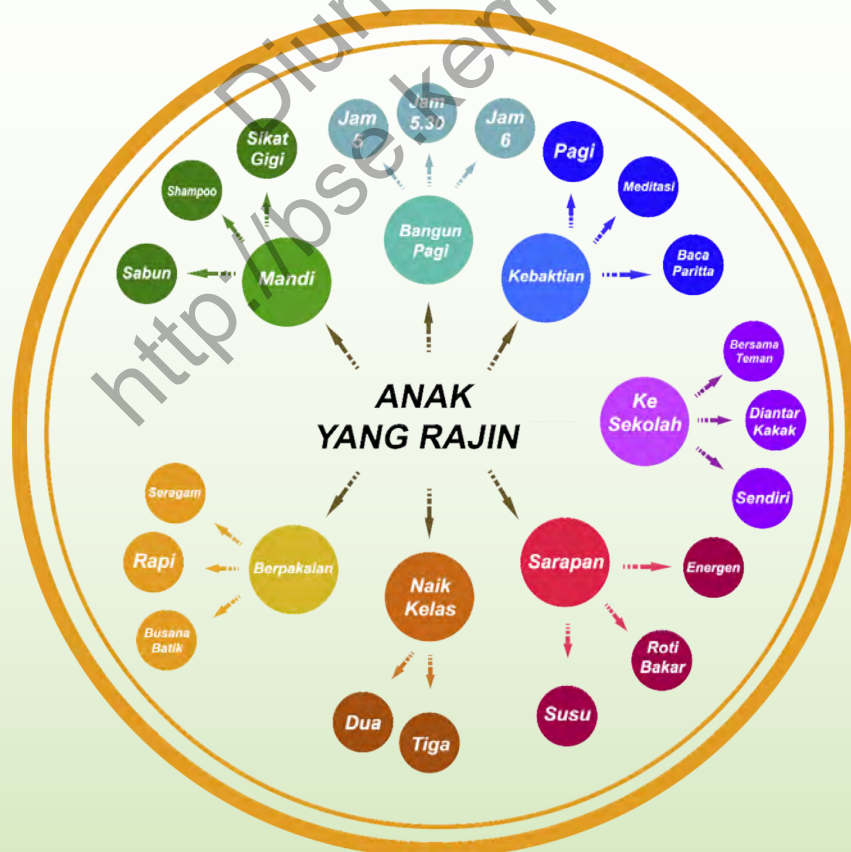 Diun
http://bse.kem
Sikat
Gigi
Shampoo
Sabun
Mandi
Jam
5
Jam
5.30
Jam
6
Bangun
Pagi
Pagi
Meditasi
Baca
Paritta
Kebaktian
ANAK
YANG RAJIN
Ke
Sekolah
Bersama
Teman
Diantar
Kakak
Sendiri
Seragam
Rapi
Busana
Batik
Berpakaian
Naik
Kelas
Dua
Tiga
Sarapan
Energen
Roti
Bakar
Susu